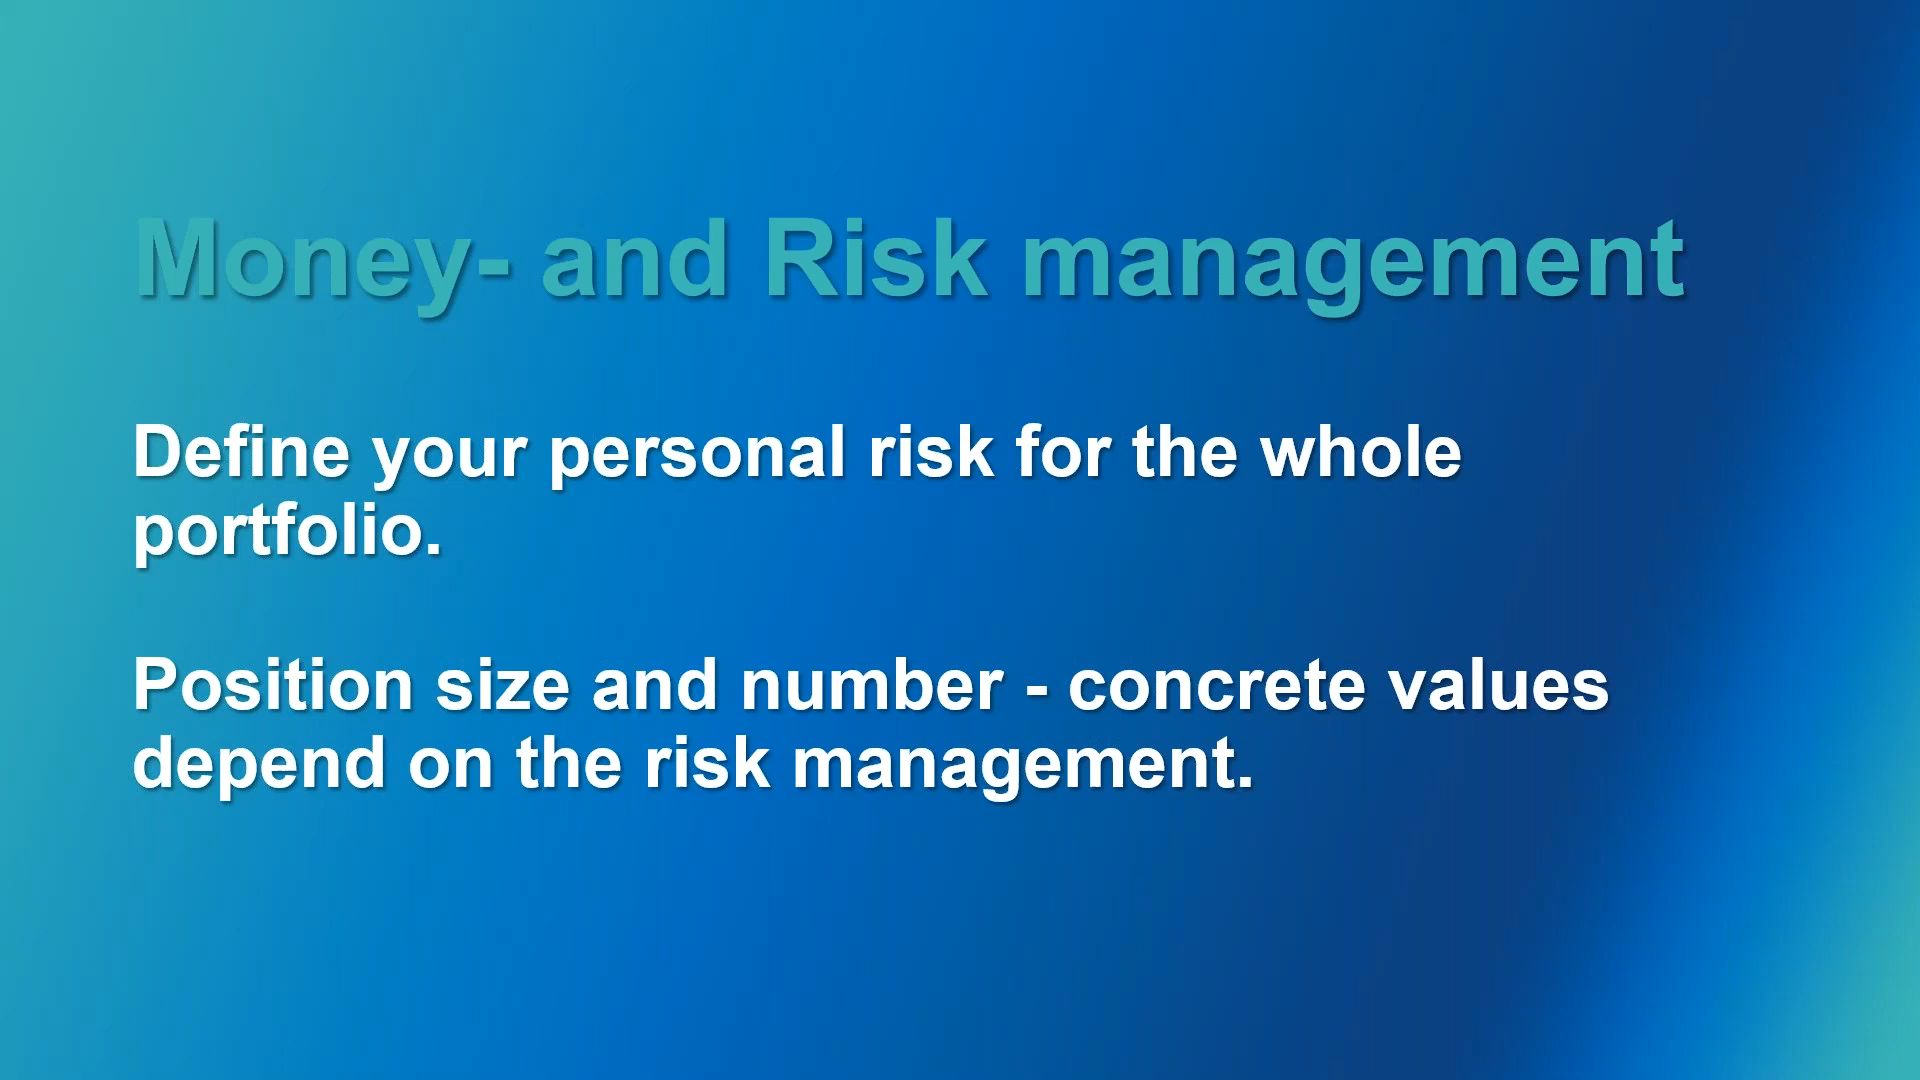 Money- and Risk management
Define your personal risk for the whole
portfolio.
Position size and number - concrete values
depend on the risk management.